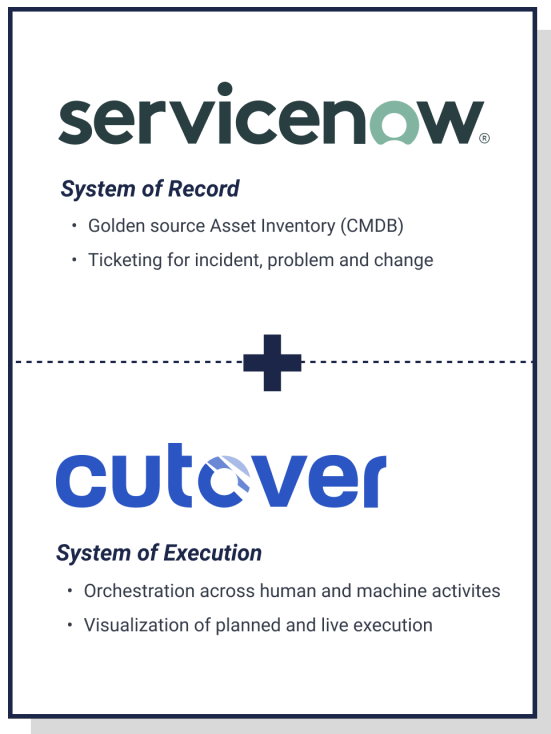 servicenow®
System of Record
• Golden source Asset Inventory (CMDB)
• Ticketing for incident, problem and change
cutover
System of Execution
• Orchestration across human and machine activites
• Visualization of planned and live execution